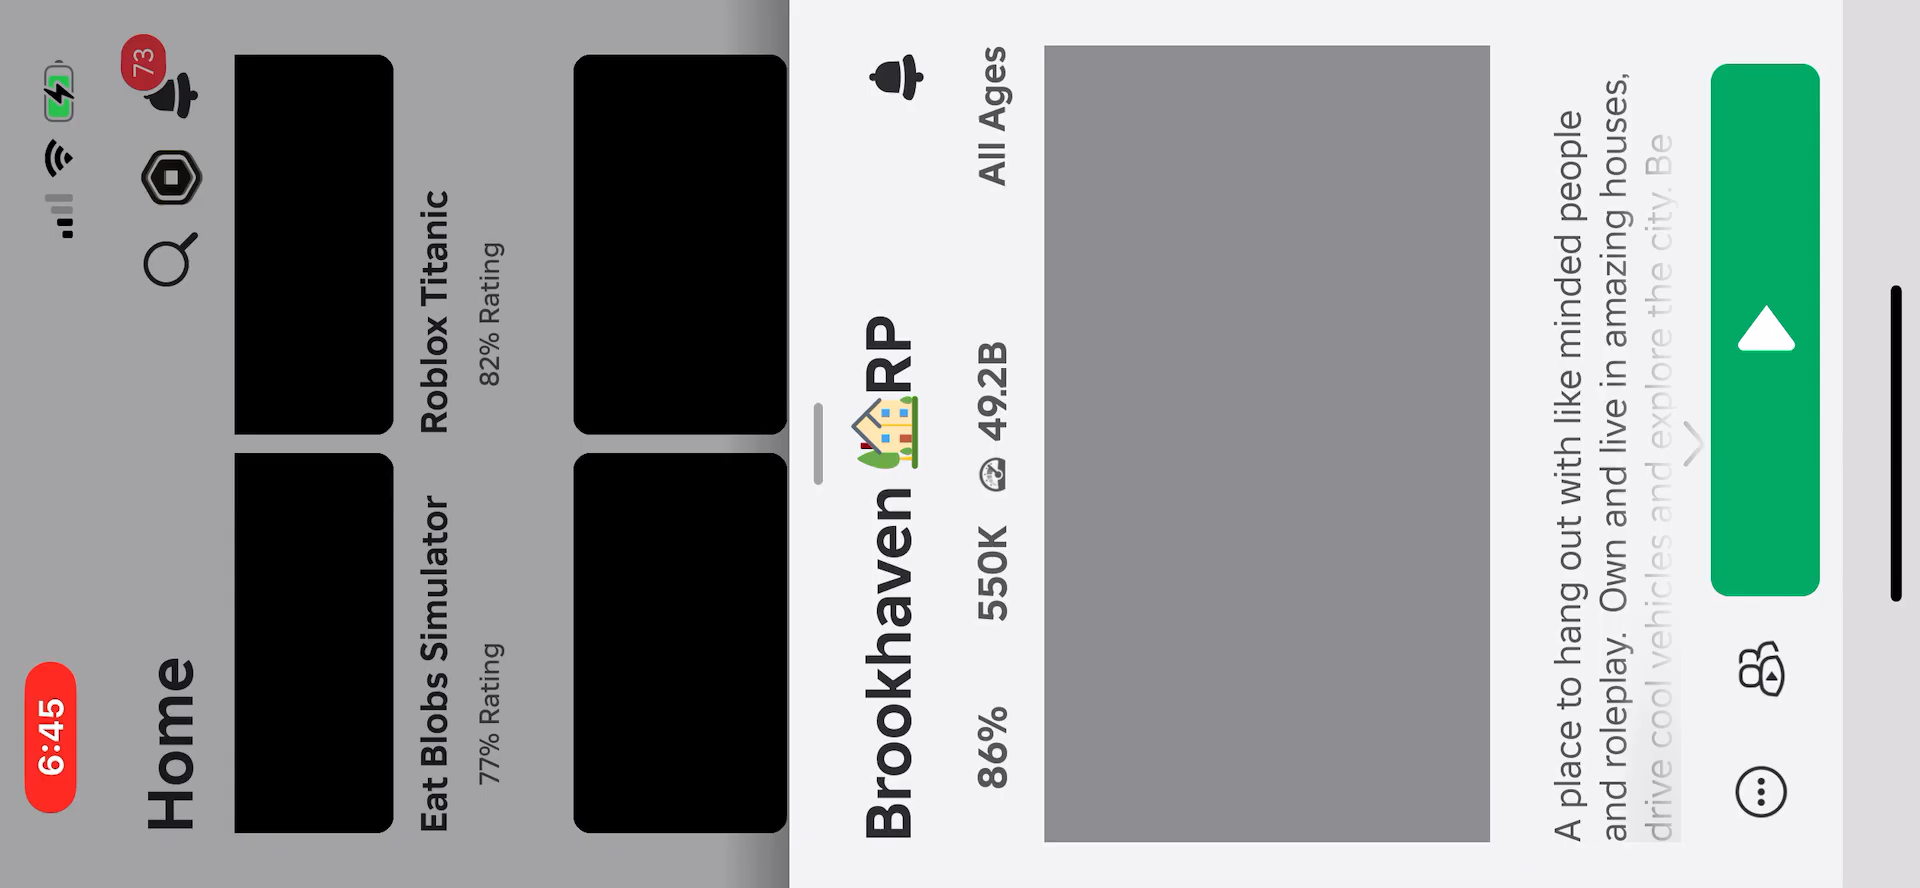 6:45
Home
73
Eat Blobs Simulator
77% Rating
Roblox Titanic
82% Rating
Brookhaven 🏡RP
86%
550K
49.2B
All Ages
A place to hang out with like minded people
and roleplay.  Own and live in amazing houses,
drive cool vehicles and explore the city. Be